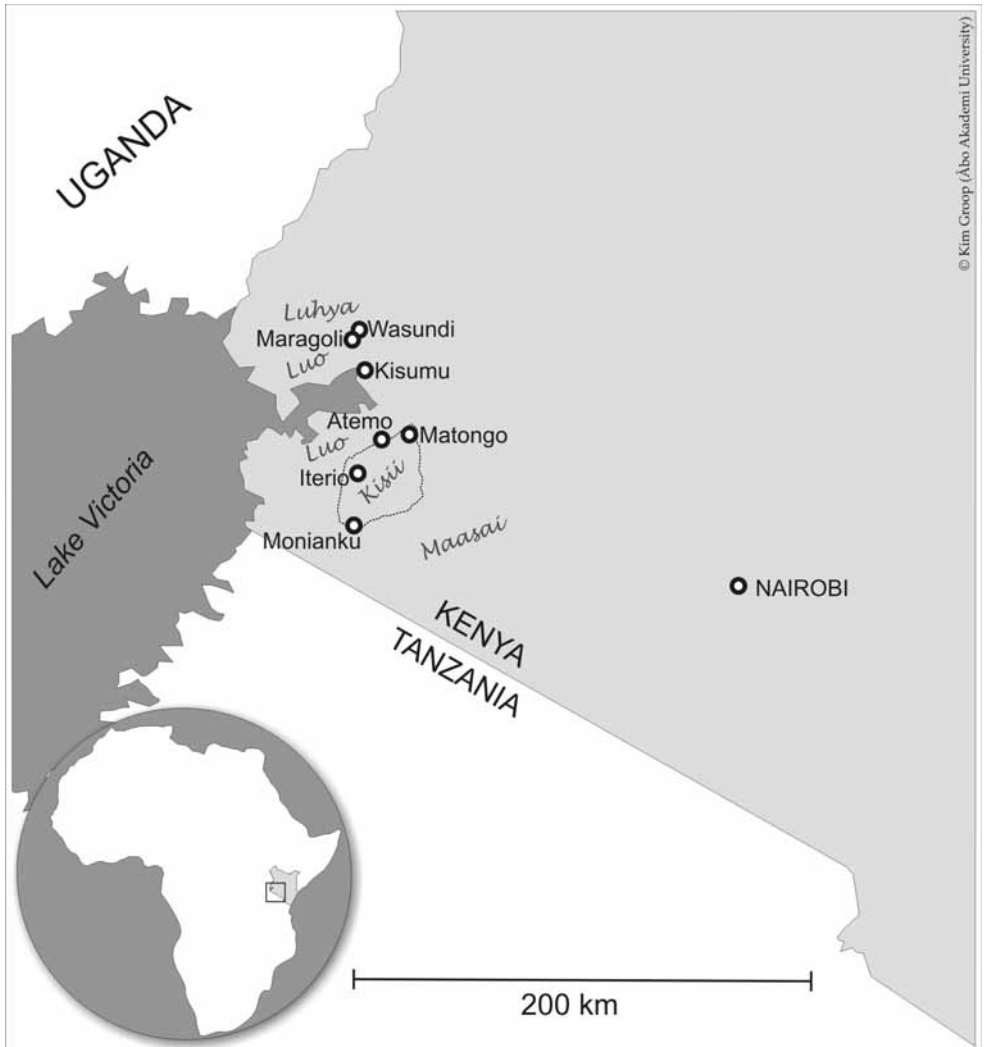 © Kim Groop (Åbo Akademi University)
UGANDA
Luhya
Wasundi
Maragoli
Luo
Kisumu
Atemo
Matongo
Luo
Iterio
Kisii
Lake Victoria
Monianku
Maasai
NAIROBI
KENYA
TANZANIA
200 km